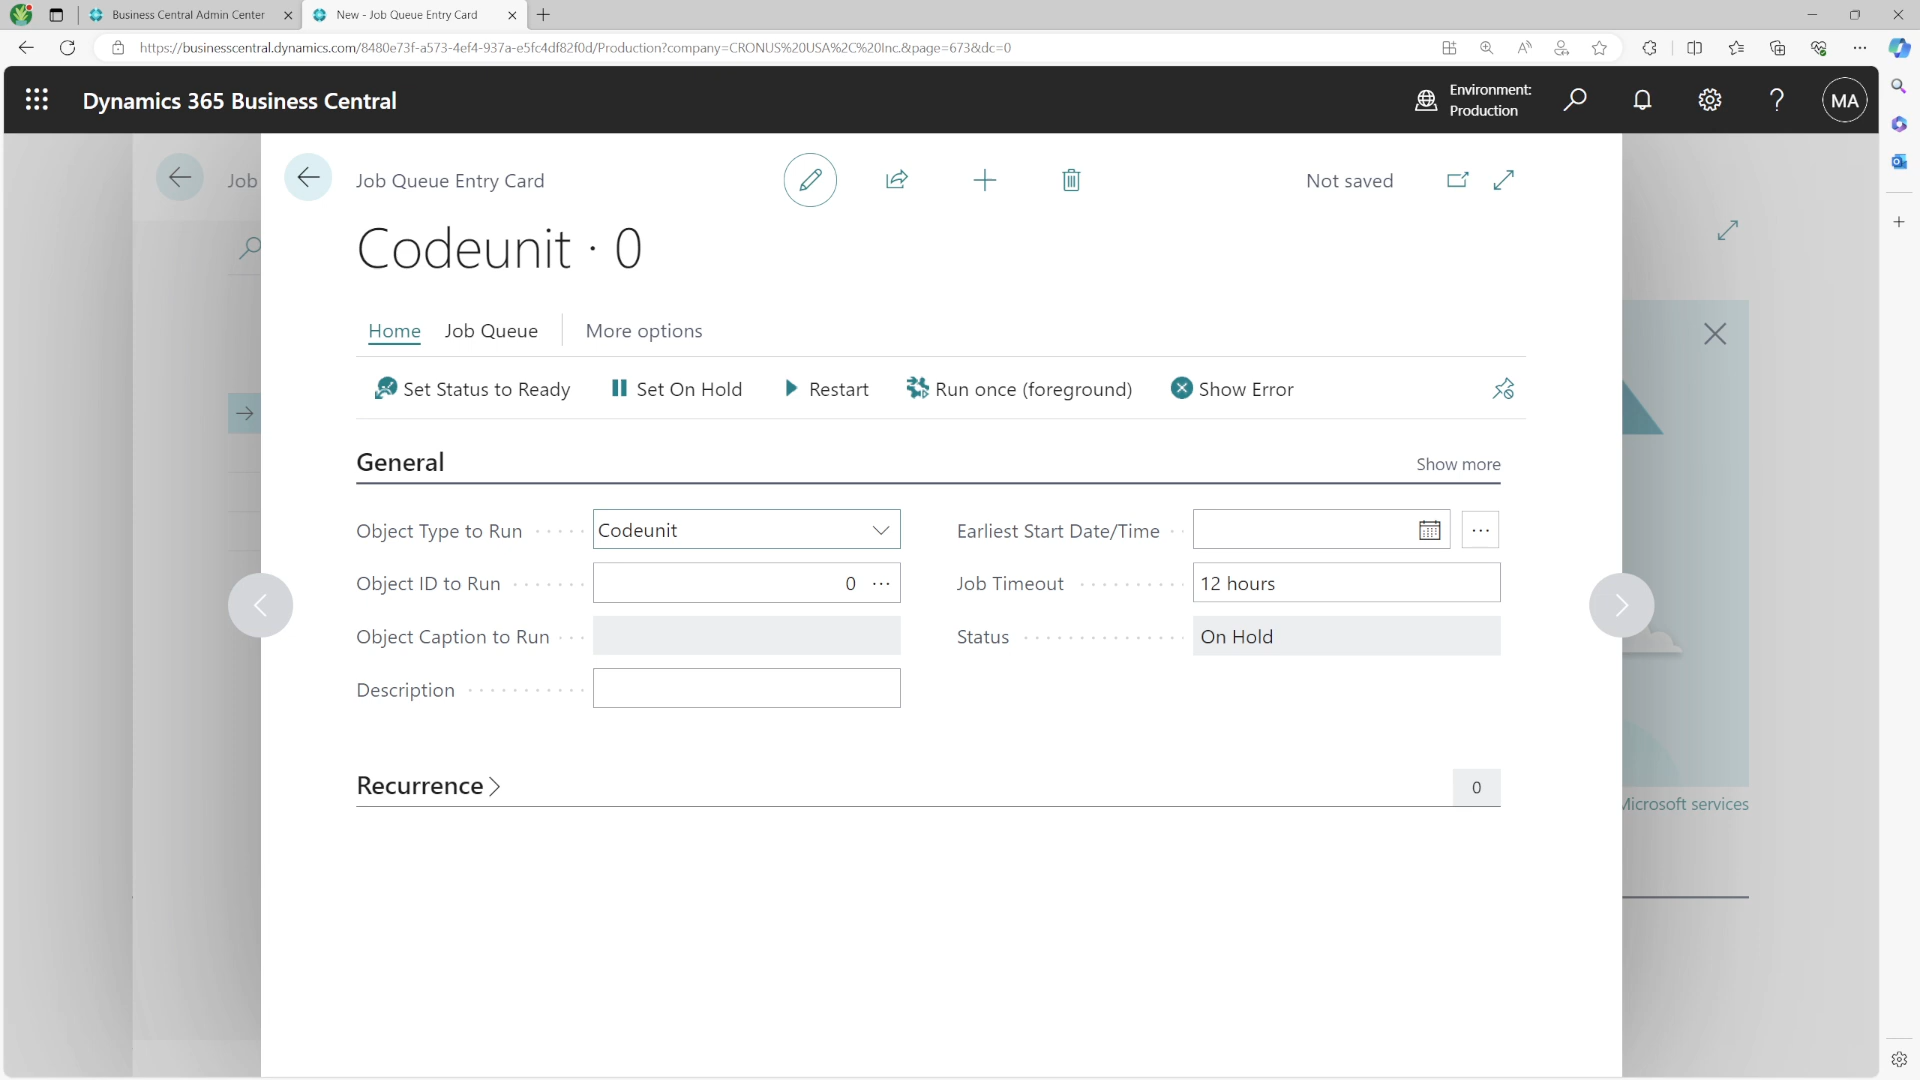 Business Central Admin Center
New - Job Queue Entry Card
https://businesscentral.dynamics.com/8480e73f-a573-4ef4-937a-e5fc4df82f0d/Production?company=CRONUS%20USA%2C%20Inc.&page=673&dc=0
Dynamics 365 Business Central
Environment:
Production
MA
Job
Job Queue Entry Card
Not saved
Codeunit · 0
Home
Job Queue
More options
Set Status to Ready
Set On Hold
Restart
Run once (foreground)
Show Error
General
Show more
Object Type to Run
Codeunit
Earliest Start Date/Time
Object ID to Run
0
Job Timeout
12 hours
Object Caption to Run
Status
On Hold
Description
Recurrence
0
Microsoft services